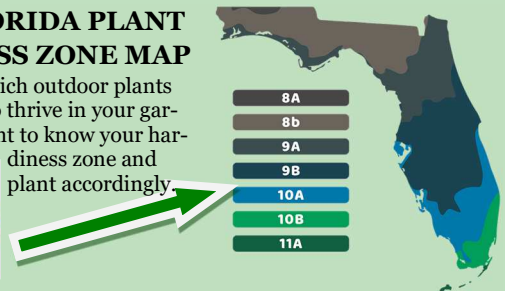 ORIDA PLANT
SS ZONE MAP
ich outdoor plants
thrive in your gar-
nt to know your har-
diness zone and
plant accordingly.
8A
8b
9A
9B
10A
10B
11A